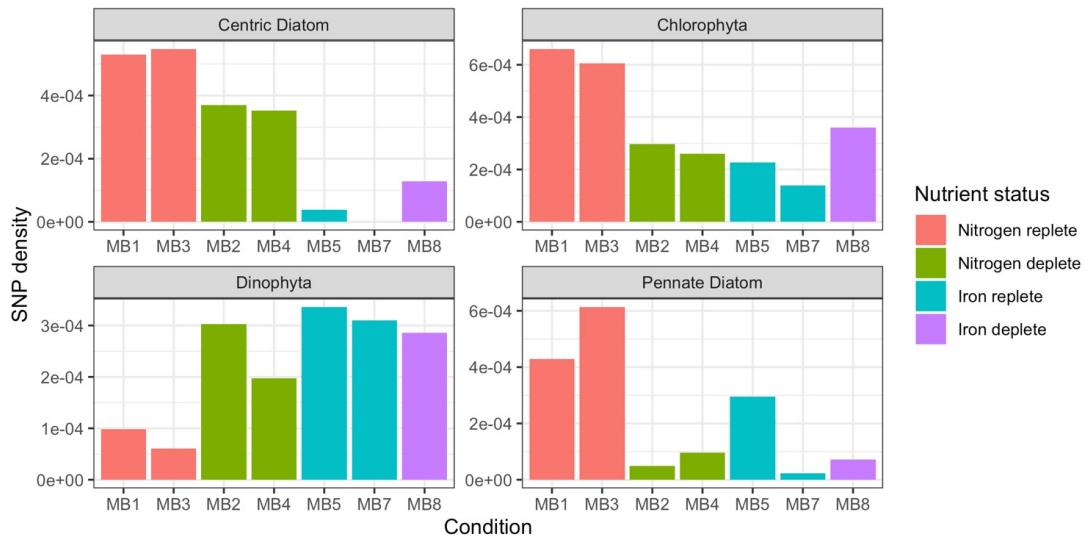 Centric Diatom
Chlorophyta
4e-04
2e-04
0e+00
MB1 MB3 MB2 MB4 MB5 MB7 MB8
6e-04
4e-04
2e-04
0e+00
MB1 MB3 MB2 MB4 MB5 MB7 MB8
Dinophyta
Pennate Diatom
3e-04
2e-04
1e-04
0e+00
MB1 MB3 MB2 MB4 MB5 MB7 MB8
6e-04
4e-04
2e-04
0e+00
MB1 MB3 MB2 MB4 MB5 MB7 MB8
SNP density
Condition
Nutrient status
Nitrogen replete
Nitrogen deplete
Iron replete
Iron deplete